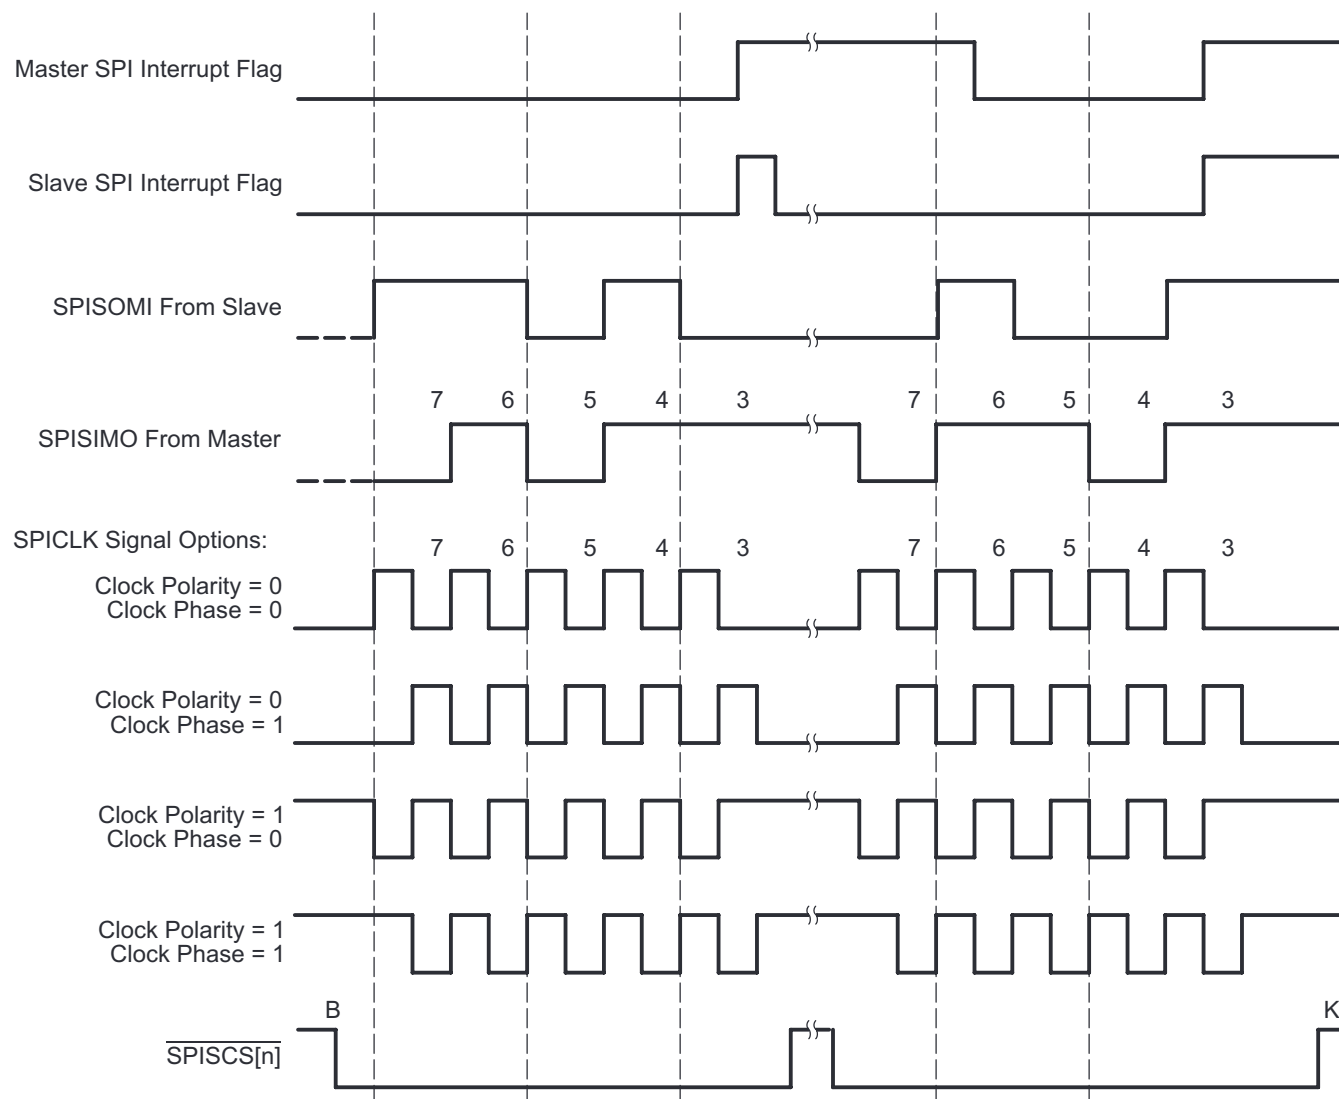 Master SPI Interrupt Flag
Slave SPI Interrupt Flag
SPISOMI From Slave
7 6 5 4 3 7 6 5 4 3
SPISIMO From Master
SPICLK Signal Options:
7 6 5 4 3 7 6 5 4 3
Clock Polarity = 0
Clock Phase = 0
Clock Polarity = 0
Clock Phase = 1
Clock Polarity = 1
Clock Phase = 0
Clock Polarity = 1
Clock Phase = 1
B K
SPISCS[n]